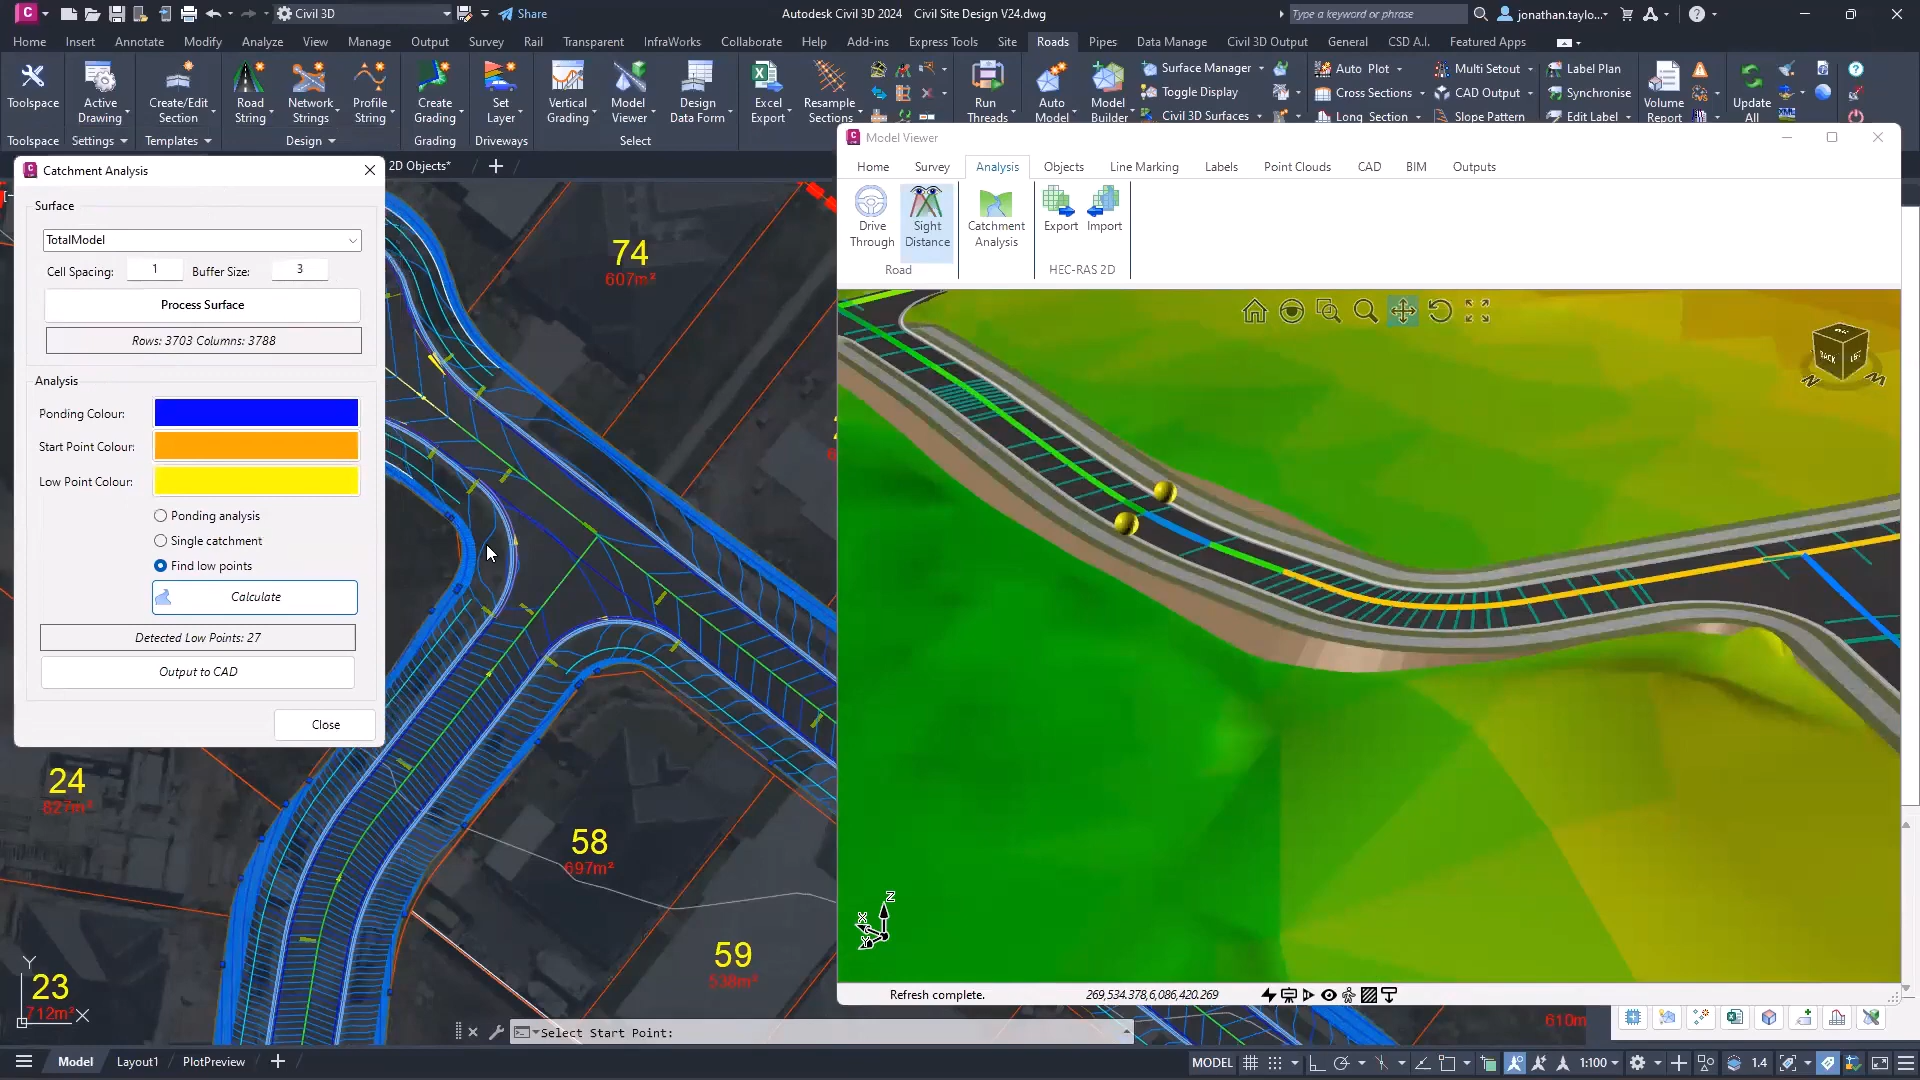 Civil 3D
Share
Autodesk Civil 3D 2024 Civil Site Design V24.dwg
Type a keyword or phrase
jonathan.taylo...
Home Insert Annotate Modify Analyze View Manage Output Survey Rail Transparent InfraWorks Collaborate Help Add-ins Express Tools Site Roads Pipes Data Manage Civil 3D Output General CSD A.I. Featured Apps
Toolspace
Active Drawing
Create/Edit Section
Road String
Network Strings
Profile String
Create Grading
Set Layer
Vertical Grading
Model Viewer
Design Data Form
Excel Export
Resample Sections
Run Threads
Auto Model
Model Builder
Surface Manager
Toggle Display
Civil 3D Surfaces
Auto Plot
Cross Sections
Long Section
Multi Setout
CAD Output
Slope Pattern
Label Plan
Synchronise
Edit Label
Volume Report
Update All
Toolspace Settings Templates Design Grading Driveways Select
2D Objects*
Catchment Analysis
Surface
TotalModel
Cell Spacing: 1 Buffer Size: 3
Process Surface
Rows: 3703 Columns: 3788
Analysis
Ponding Colour:
Start Point Colour:
Low Point Colour:
Ponding analysis
Single catchment
Find low points
Calculate
Detected Low Points: 27
Output to CAD
Close
Model Viewer
Home Survey Analysis Objects Line Marking Labels Point Clouds CAD BIM Outputs
Drive Through
Sight Distance
Catchment Analysis
Export
Import
Road
HEC-RAS 2D
BACK
N
Z
X
Y
Refresh complete.
269,534.378,6,086,420.269
74
607m²
24
827m²
58
697m²
59
538m²
23
712m²
610m
Y
X
Select Start Point:
Model Layout1 PlotPreview
MODEL
1:100
1.4